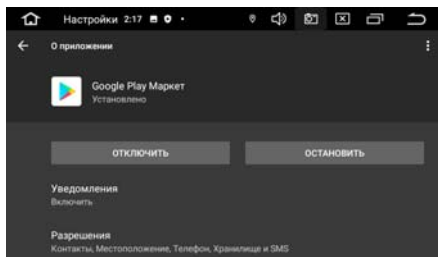 Настройки 2:17
О приложении
Google Play Маркет
Установлено
ОТКЛЮЧИТЬ
ОСТАНОВИТЬ
Уведомления
Включить
Разрешения
Контакты, Местоположение, Телефон, Хранилище и SMS